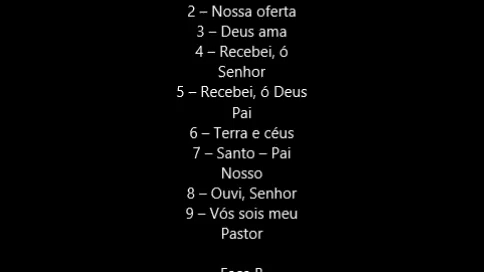 2 – Nossa oferta
3 – Deus ama
4 – Recebei, ó
Senhor
5 – Recebei, ó Deus
Pai
6 – Terra e céus
7 – Santo – Pai
Nosso
8 – Ouvi, Senhor
9 – Vós sois meu
Pastor
Face B